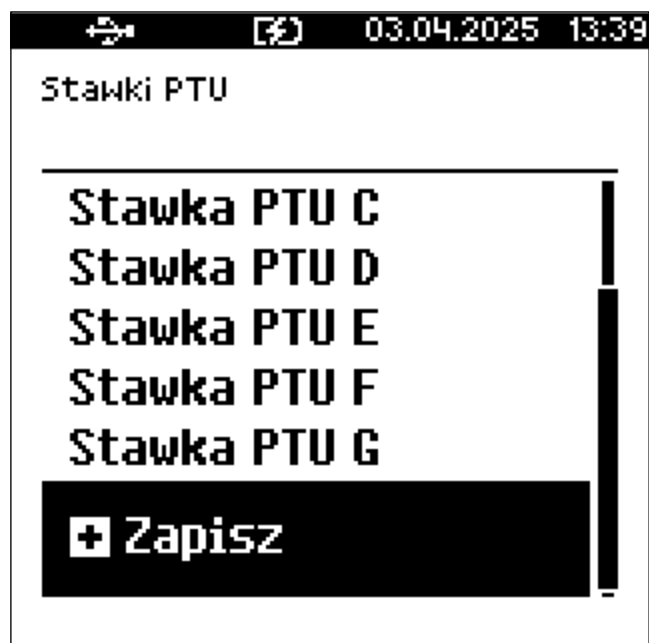 03.04.2025 13:39
Stawki PTU
Stawka PTU C
Stawka PTU D
Stawka PTU E
Stawka PTU F
Stawka PTU G
Zapisz